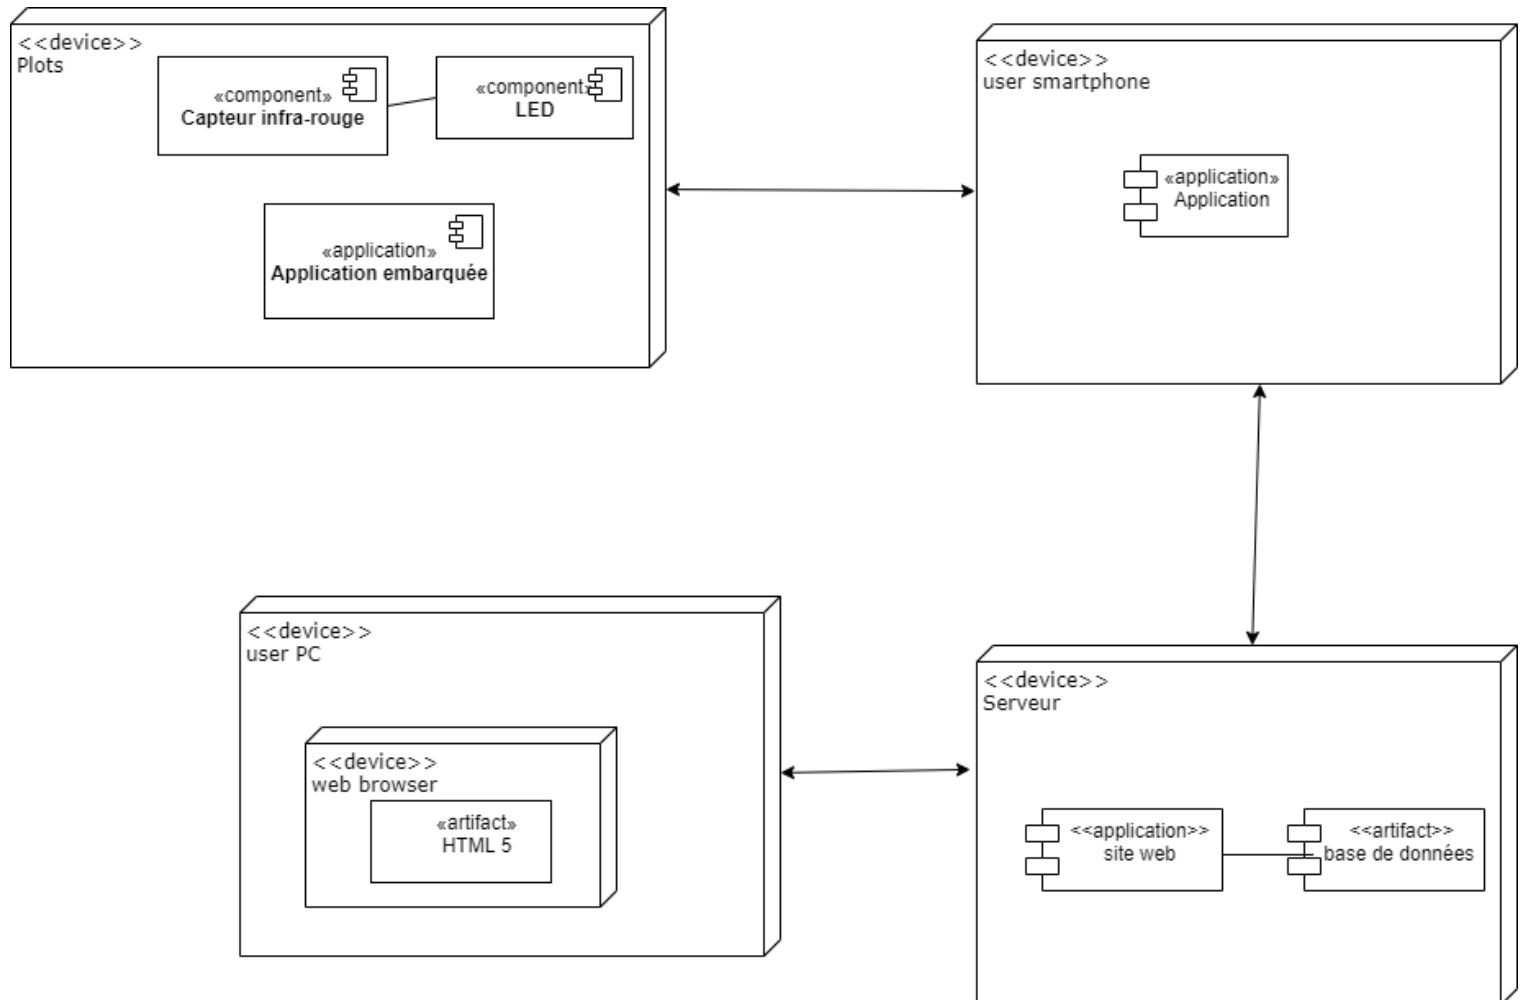 <<device>>
Plots
«component»
Capteur infra-rouge
«component»
LED
«application»
Application embarquée
<<device>>
user smartphone
«application»
Application
<<device>>
user PC
<<device>>
web browser
«artifact»
HTML 5
<<device>>
Serveur
<<application>>
site web
<<artifact>>
base de données